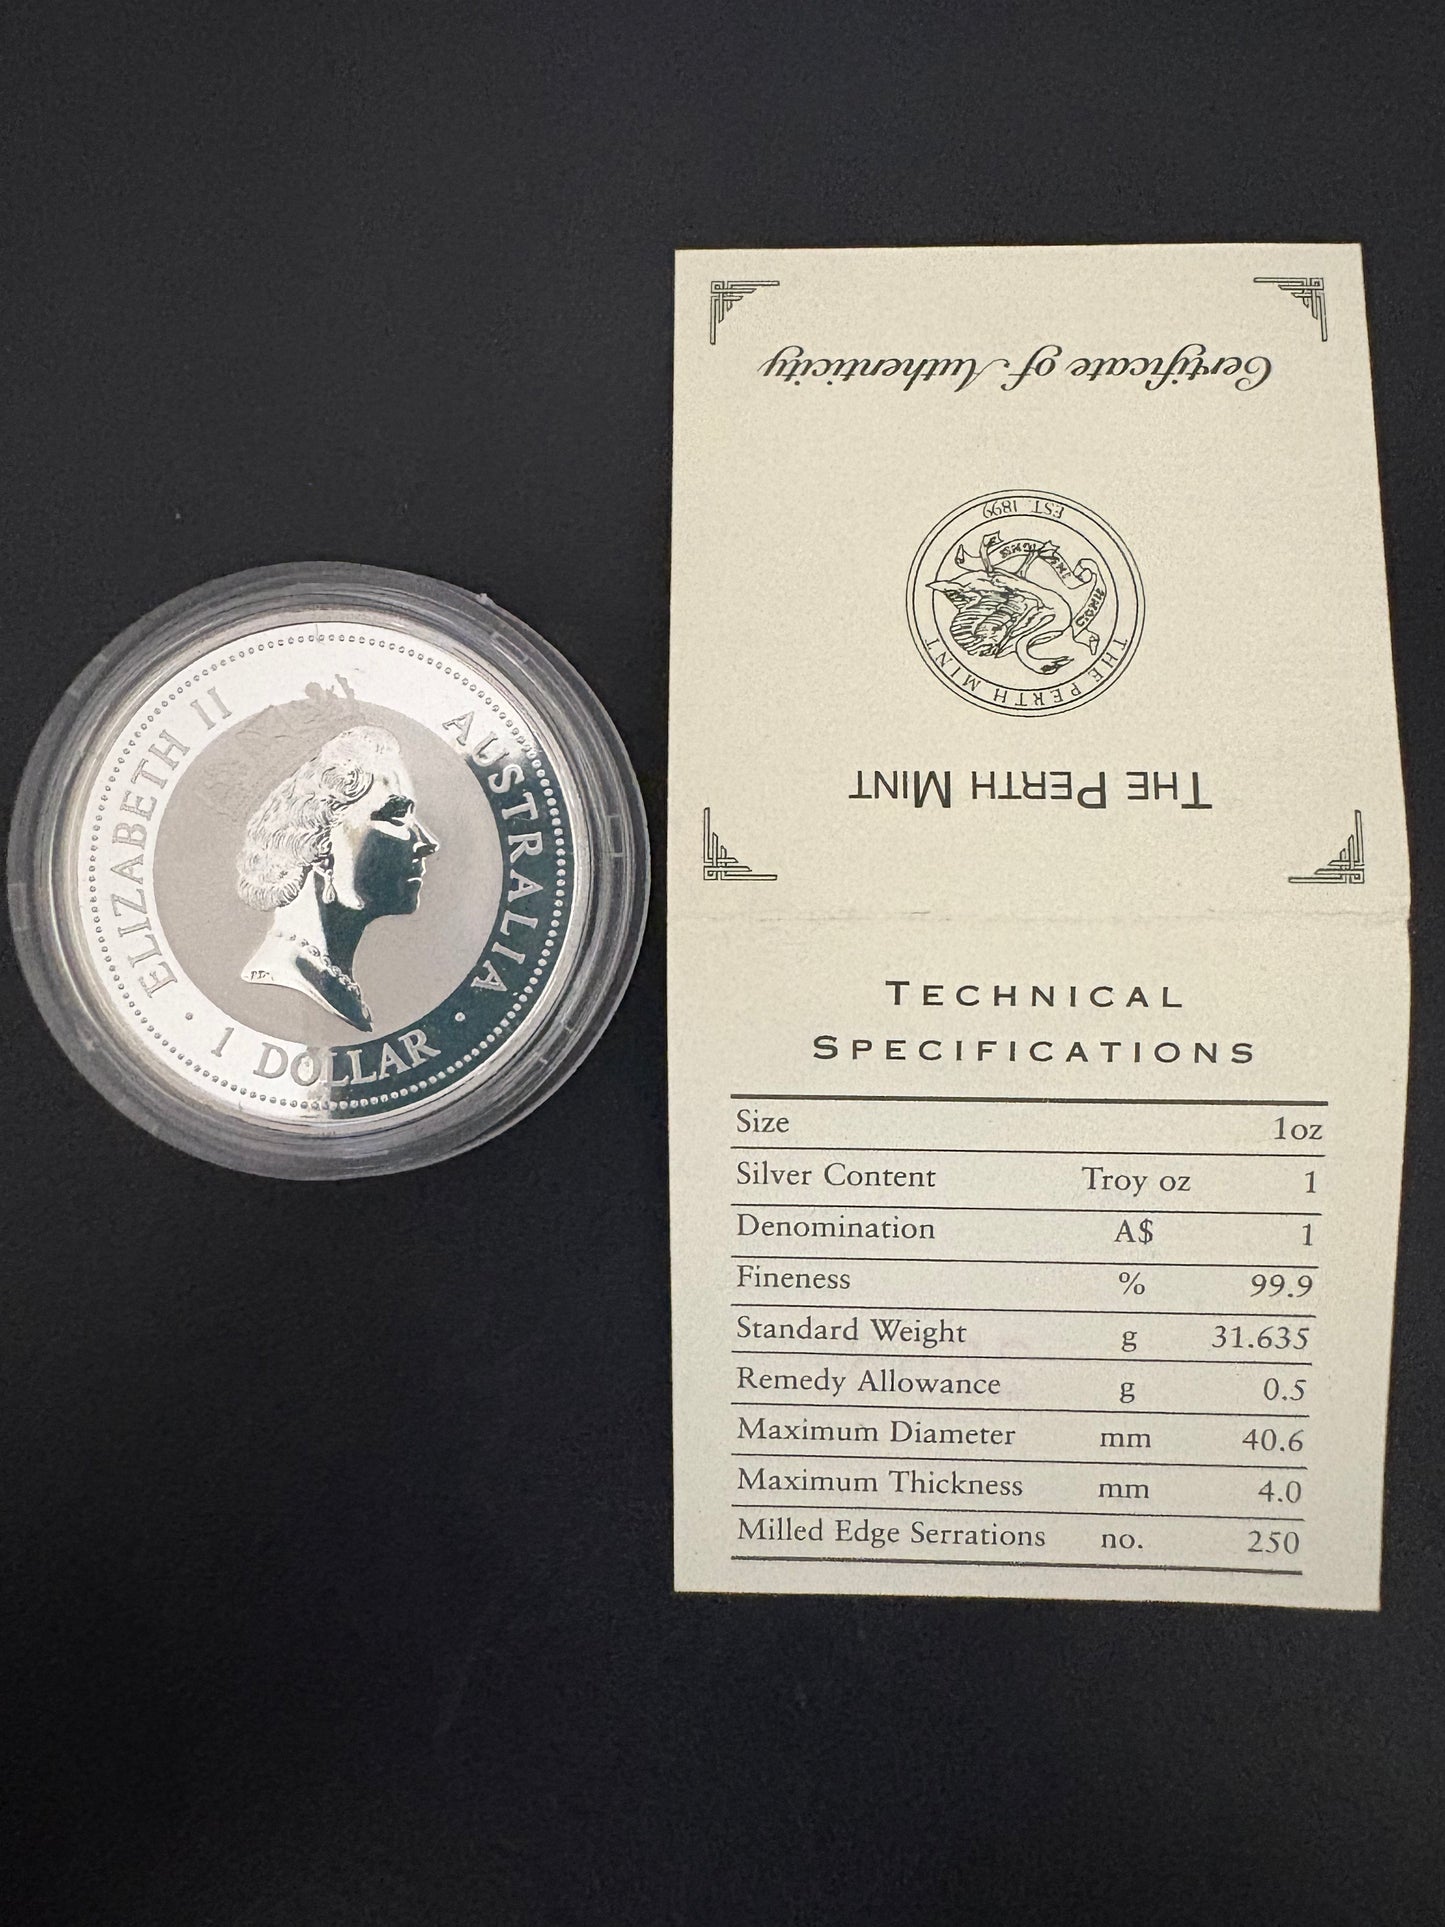 ELIZABETH II
AUSTRALIA
• 1 DOLLAR •
Certificate of Authenticity
THE PERTH MINT
EST. 1899
THE PERTH MINT
TECHNICAL
SPECIFICATIONS
Size 1oz
Silver Content Troy oz 1
Denomination A$ 1
Fineness % 99.9
Standard Weight g 31.635
Remedy Allowance g 0.5
Maximum Diameter mm 40.6
Maximum Thickness mm 4.0
Milled Edge Serrations no. 250